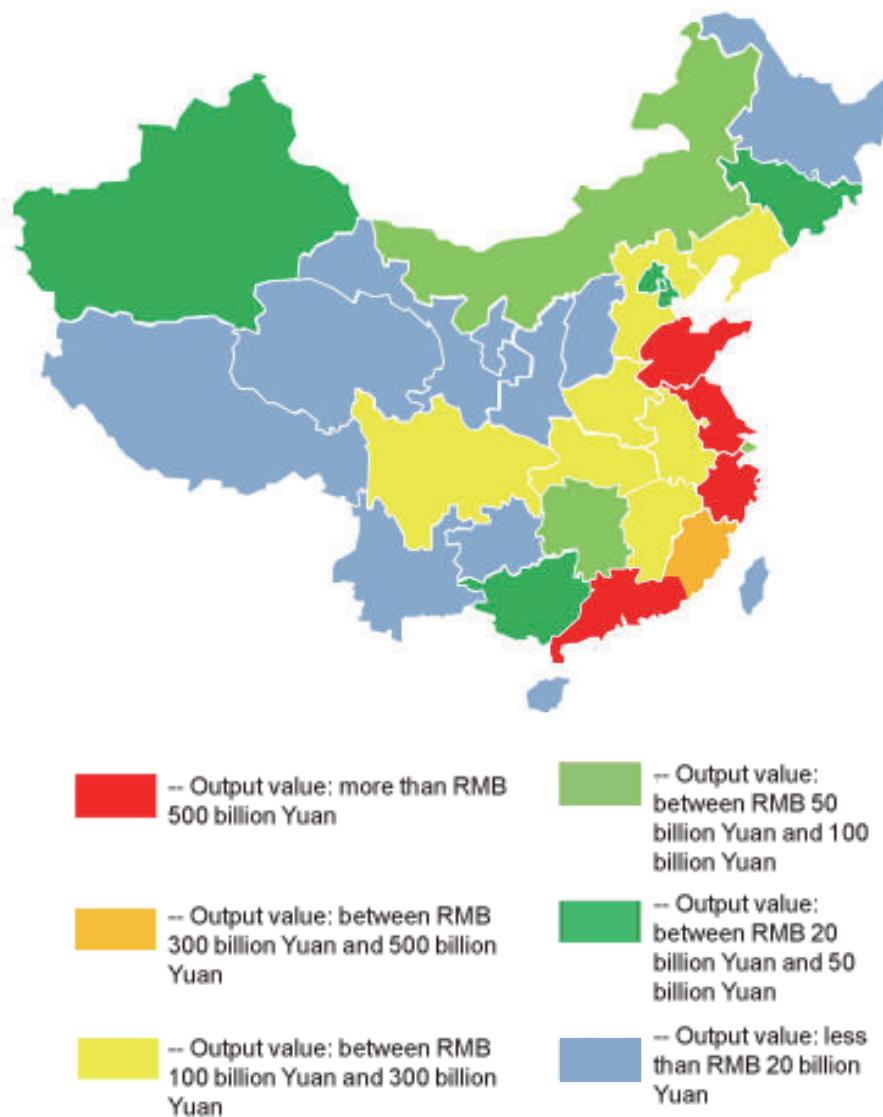 -- Output value: more than RMB
500 billion Yuan
-- Output value: between RMB
300 billion Yuan and 500 billion
Yuan
-- Output value: between RMB
100 billion Yuan and 300 billion
Yuan
-- Output value:
between RMB 50
billion Yuan and 100
billion Yuan
-- Output value:
between RMB 20
billion Yuan and 50
billion Yuan
-- Output value: less
than RMB 20 billion
Yuan